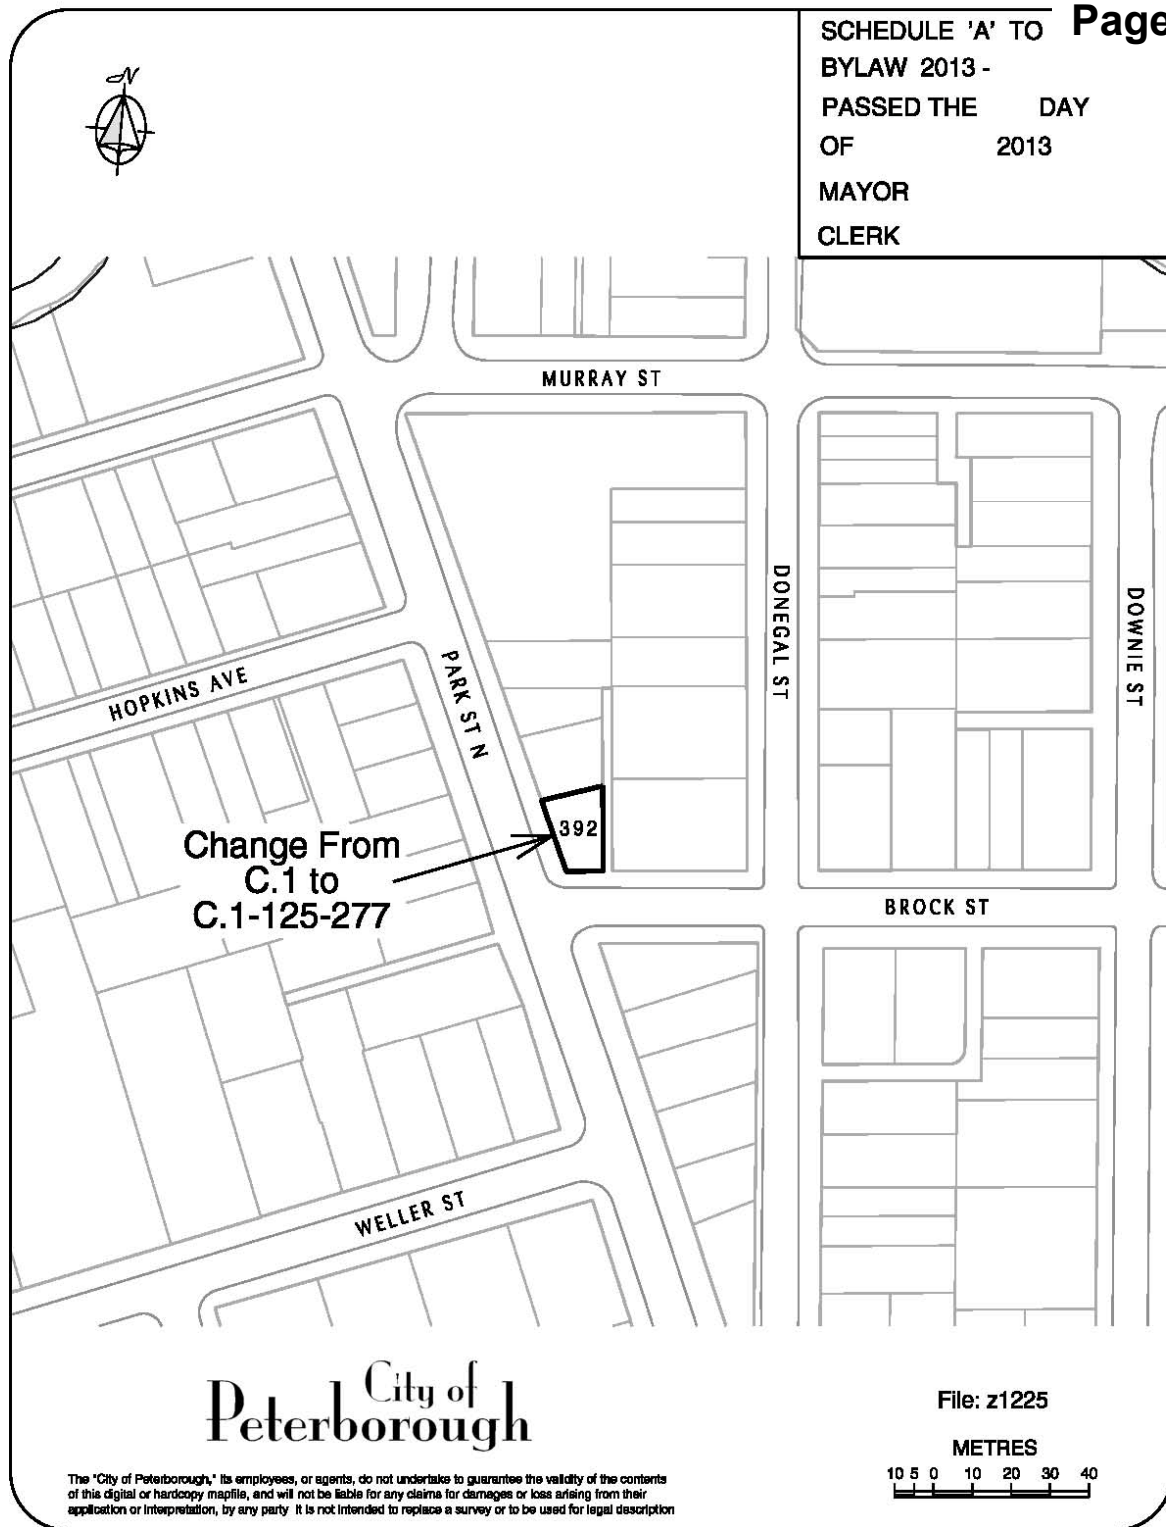 Page
SCHEDULE 'A' TO
BYLAW 2013 -
PASSED THE DAY
OF 2013
MAYOR
CLERK
N
MURRAY ST
DONEGAL ST
DOWNIE ST
HOPKINS AVE
PARK ST N
392
Change From
C.1 to
C.1-125-277
BROCK ST
WELLER ST
City of
Peterborough
File: z1225
METRES
10 5 0 10 20 30 40
The "City of Peterborough," its employees, or agents, do not undertake to guarantee the validity of the contents
of this digital or hardcopy mapfile, and will not be liable for any claims for damages or loss arising from their
application or interpretation, by any party It is not intended to replace a survey or to be used for legal description